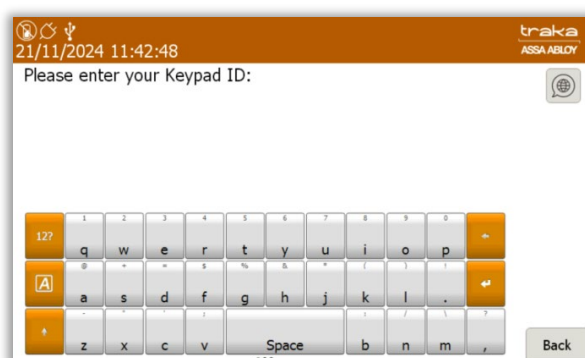 traka
21/11/2024 11:42:48
ASSA ABLOY
Please enter your Keypad ID:
1 2 3 4 5 6 7 8 9 0
12? q w e r t y u i o p
@ + = $ % & * ( ) !
A a s d f g h j k l .
- " ' ; : / \ ?
z x c v Space b n m ,
Back